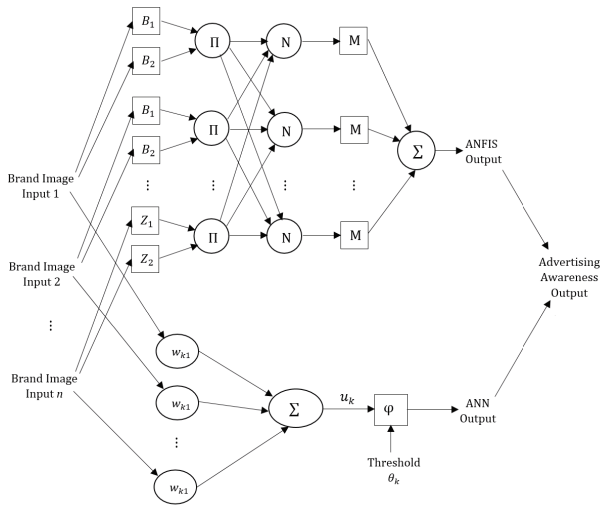 B1
Π
N
M
B2
B1
Π
N
M
B2
Σ
ANFIS
Output
Brand Image
Input 1
⋮
⋮
⋮
Z1
Π
N
M
Z2
Brand Image
Input 2
Advertising
Awareness
Output
⋮
wk1
Brand Image
Input n
wk1
Σ
uk
φ
ANN
Output
⋮
Threshold
θk
wk1